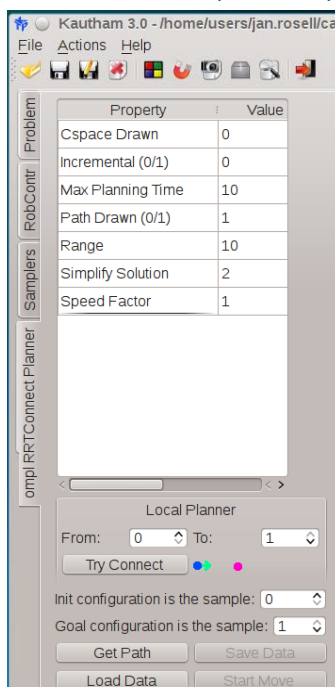 Kautham 3.0 - /home/users/jan.rosell/ca
File Actions Help
Problem
RobContr
Samplers
ompl RRTConnect Planner
Property Value
Cspace Drawn 0
Incremental (0/1) 0
Max Planning Time 10
Path Drawn (0/1) 1
Range 10
Simplify Solution 2
Speed Factor 1
Local Planner
From: 0 To: 1
Try Connect
Init configuration is the sample: 0
Goal configuration is the sample: 1
Get Path Save Data
Load Data Start Move